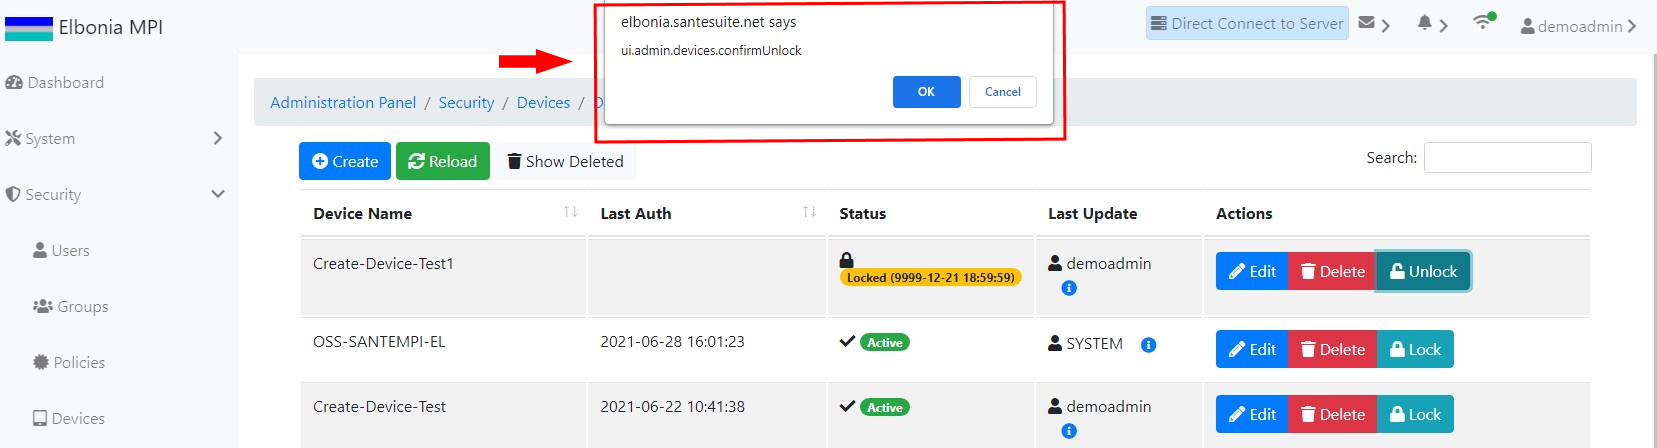 Elbonia MPI
elbonia.santesuite.net says
ui.admin.devices.confirmUnlock
OK Cancel
Direct Connect to Server
demoadmin
Dashboard
System
Security
Users
Groups
Policies
Devices
Administration Panel / Security / Devices / D
Create Reload Show Deleted
Search:
Device Name Last Auth Status Last Update Actions
Create-Device-Test1 Locked (9999-12-21 18:59:59) demoadmin Edit Delete Unlock
OSS-SANTEMPI-EL 2021-06-28 16:01:23 Active SYSTEM Edit Delete Lock
Create-Device-Test 2021-06-22 10:41:38 Active demoadmin Edit Delete Lock